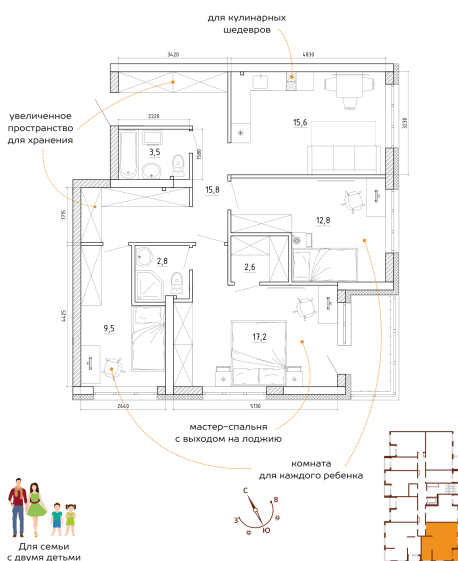 для кулинарных
шедевров
3420
4830
увеличенное
пространство
для хранения
2220
3,5
1580
15,6
3230
15,8
1715
12,8
2,8
2,6
4425
9,5
17,2
2640
5130
мастер-спальня
с выходом на лоджию
комната
для каждого ребенка
С
В
З
Ю
Для семьи
с двумя детьми